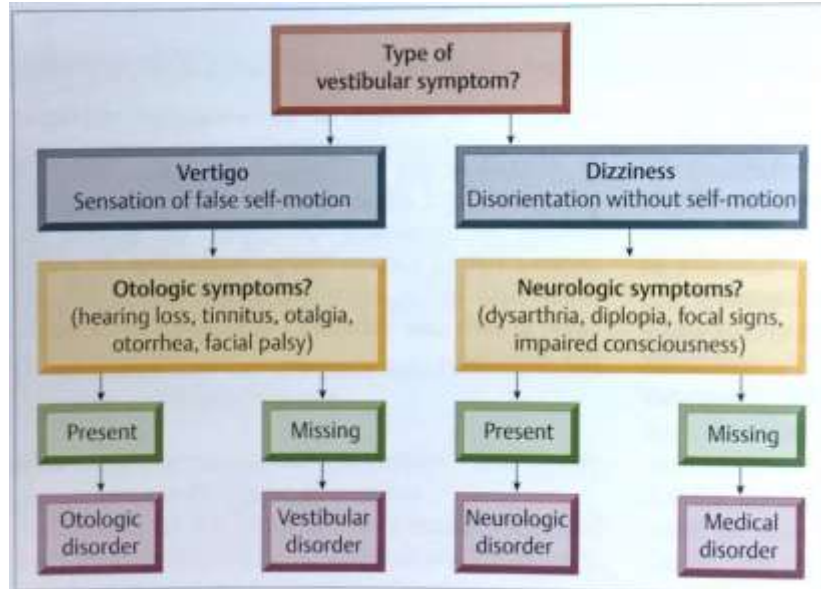 Type of
vestibular symptom?
Vertigo
Sensation of false self-motion
Dizziness
Disorientation without self-motion
Otologic symptoms?
(hearing loss, tinnitus, otalgia,
otorrhea, facial palsy)
Neurologic symptoms?
(dysarthria, diplopia, focal signs,
impaired consciousness)
Present
Missing
Present
Missing
Otologic
disorder
Vestibular
disorder
Neurologic
disorder
Medical
disorder